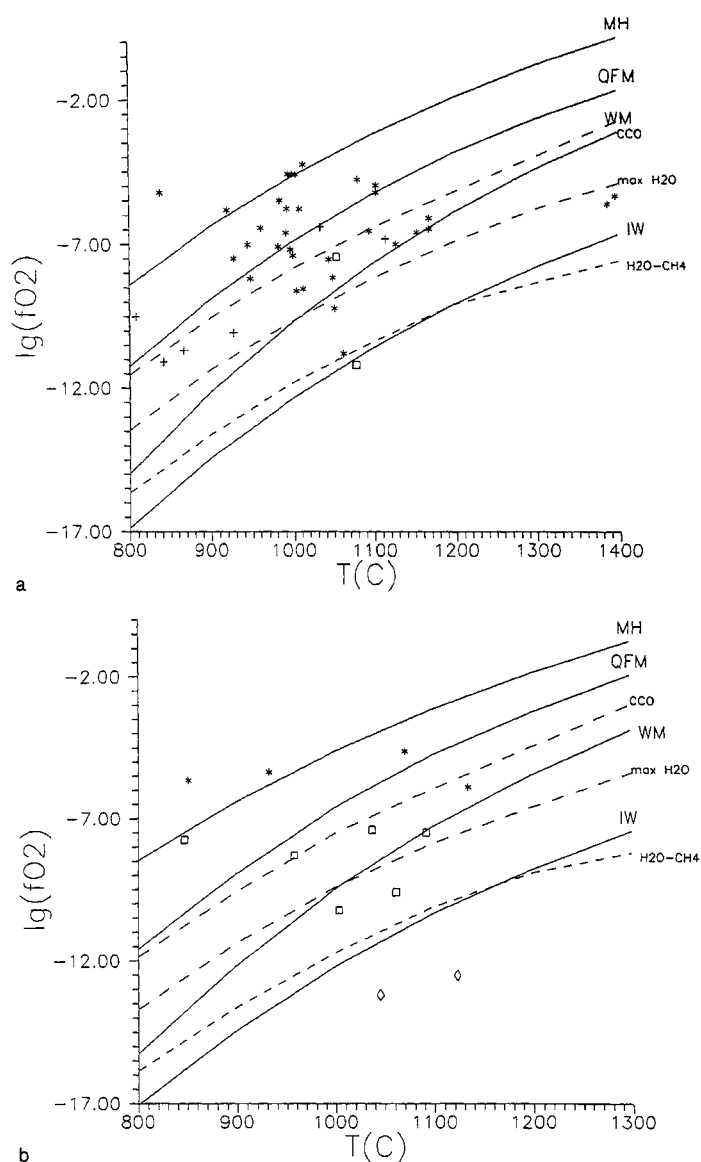 MH
-2.00
QFM
WM
CCO
max H2O
-7.00
IW
H2O-CH4
lg(fO2)
-12.00
-17.00
800 900 1000 1100 1200 1300 1400
T(C)
a
MH
-2.00
QFM
CCO
WM
max H2O
-7.00
IW
H2O-CH4
lg(fO2)
-12.00
-17.00
800 900 1000 1100 1200 1300
T(C)
b